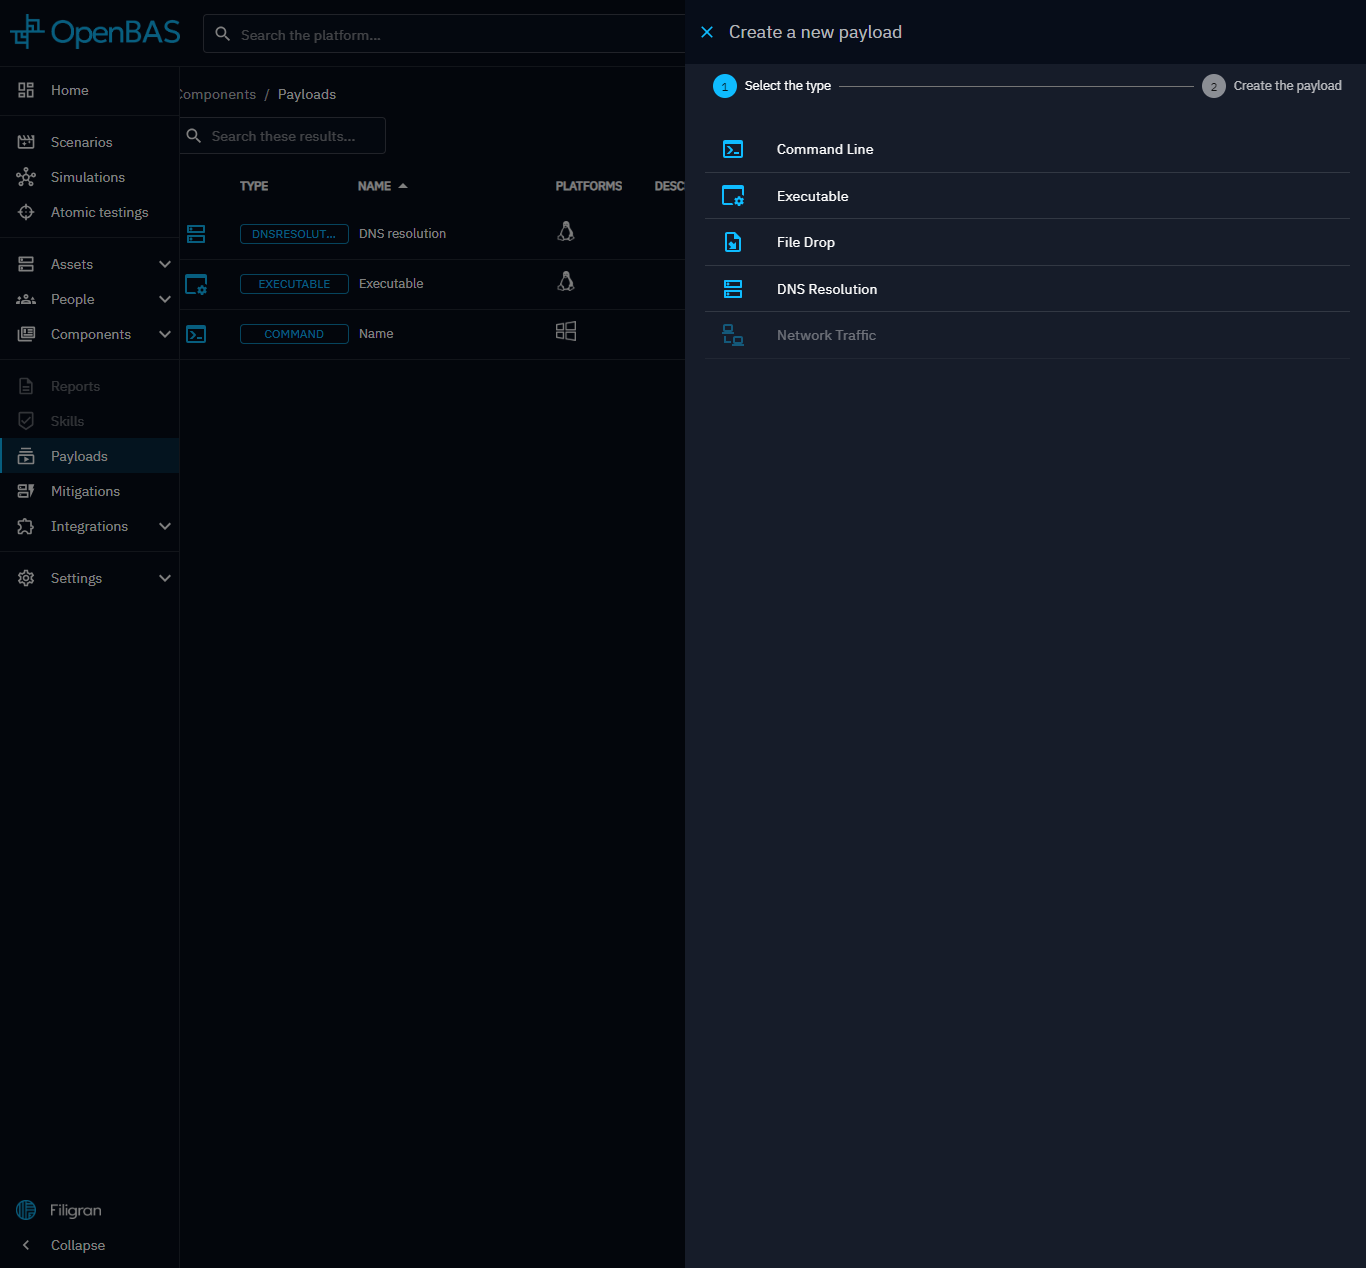 OpenBAS
Search the platform...
Home
Scenarios
Simulations
Atomic testings
Assets
People
Components
Reports
Skills
Payloads
Mitigations
Integrations
Settings
Filigran
Collapse
Components / Payloads
Search these results...
TYPE NAME PLATFORMS DESC
DNSRESOLUT... DNS resolution
EXECUTABLE Executable
COMMAND Name
Create a new payload
1 Select the type 2 Create the payload
Command Line
Executable
File Drop
DNS Resolution
Network Traffic